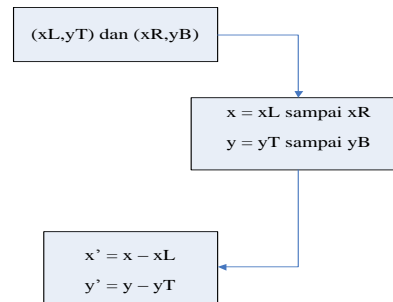 (xL,yT) dan (xR,yB)
x = xL sampai xR
y = yT sampai yB
x’ = x – xL
y’ = y – yT